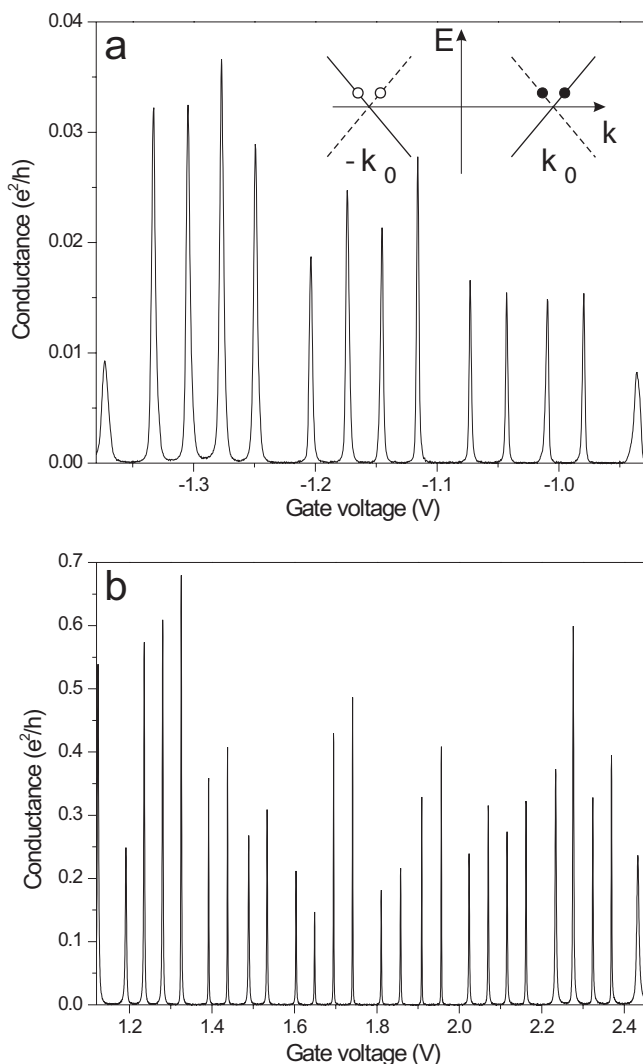 a
0.04
0.03
0.02
0.01
0.00
Conductance (e²/h)
E
k
-k₀
k₀
-1.3 -1.2 -1.1 -1.0
Gate voltage (V)
b
0.7
0.6
0.5
0.4
0.3
0.2
0.1
0.0
Conductance (e²/h)
1.2 1.4 1.6 1.8 2.0 2.2 2.4
Gate voltage (V)